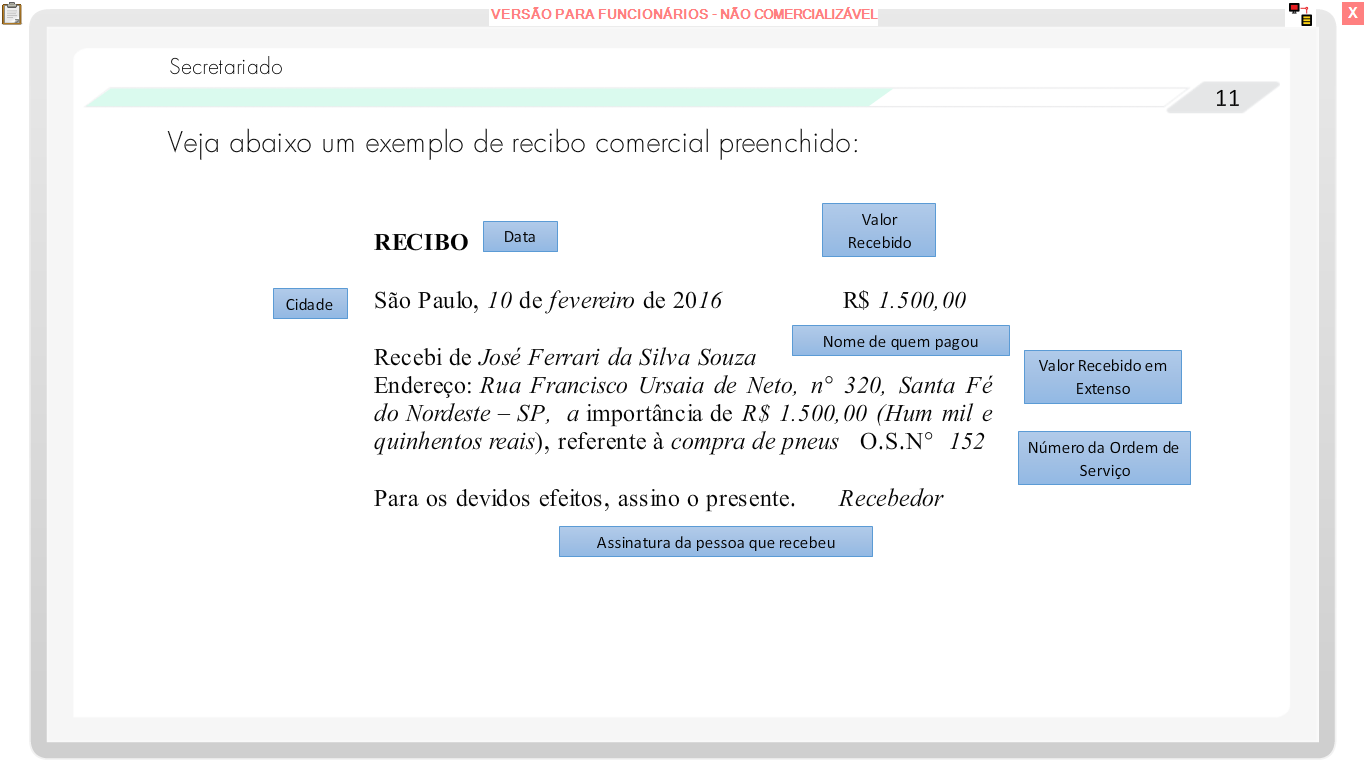 VERSÃO PARA FUNCIONÁRIOS - NÃO COMERCIALIZÁVEL
X
Secretariado
11
Veja abaixo um exemplo de recibo comercial preenchido:
Valor
Recebido
RECIBO
Data
Cidade
São Paulo, 10 de fevereiro de 2016 R$ 1.500,00
Nome de quem pagou
Recebi de José Ferrari da Silva Souza
Valor Recebido em
Extenso
Endereço: Rua Francisco Ursaia de Neto, n° 320, Santa Fé
do Nordeste – SP, a importância de R$ 1.500,00 (Hum mil e
quinhentos reais), referente à compra de pneus O.S.N° 152
Número da Ordem de
Serviço
Para os devidos efeitos, assino o presente. Recebedor
Assinatura da pessoa que recebeu